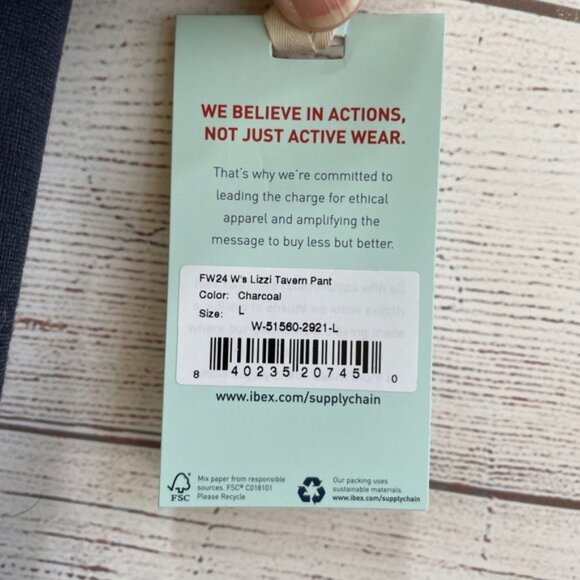 WE BELIEVE IN ACTIONS,
NOT JUST ACTIVE WEAR.
That's why we're committed to
leading the charge for ethical
apparel and amplifying the
message to buy less but better.
FW24 W's Lizzi Tavern Pant
Color: Charcoal
Size: L
W-51560-2921-L
8 40235 20745 0
www.ibex.com/supplychain
FSC
Mix paper from responsible
sources. FSC® C016101
Please Recycle
Our packing uses
sustainable materials.
www.ibex.com/supplychain